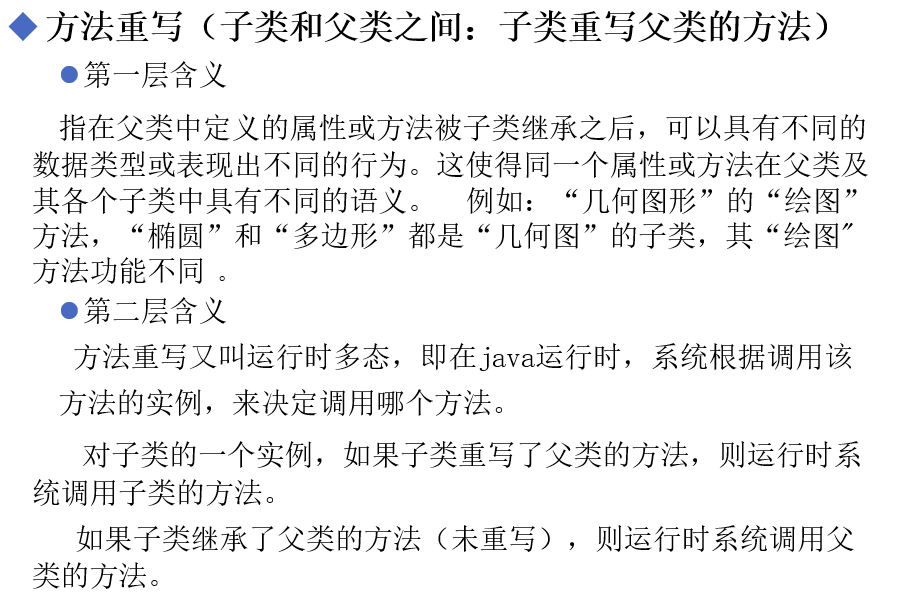 方法重写（子类和父类之间：子类重写父类的方法）
第一层含义
指在父类中定义的属性或方法被子类继承之后，可以具有不同的
数据类型或表现出不同的行为。这使得同一个属性或方法在父类及
其各个子类中具有不同的语义。 例如：“几何图形”的“绘图”
方法，“椭圆”和“多边形”都是“几何图”的子类，其“绘图"
方法功能不同 。
第二层含义
方法重写又叫运行时多态，即在java运行时，系统根据调用该
方法的实例，来决定调用哪个方法。
对子类的一个实例，如果子类重写了父类的方法，则运行时系
统调用子类的方法。
如果子类继承了父类的方法（未重写），则运行时系统调用父
类的方法。